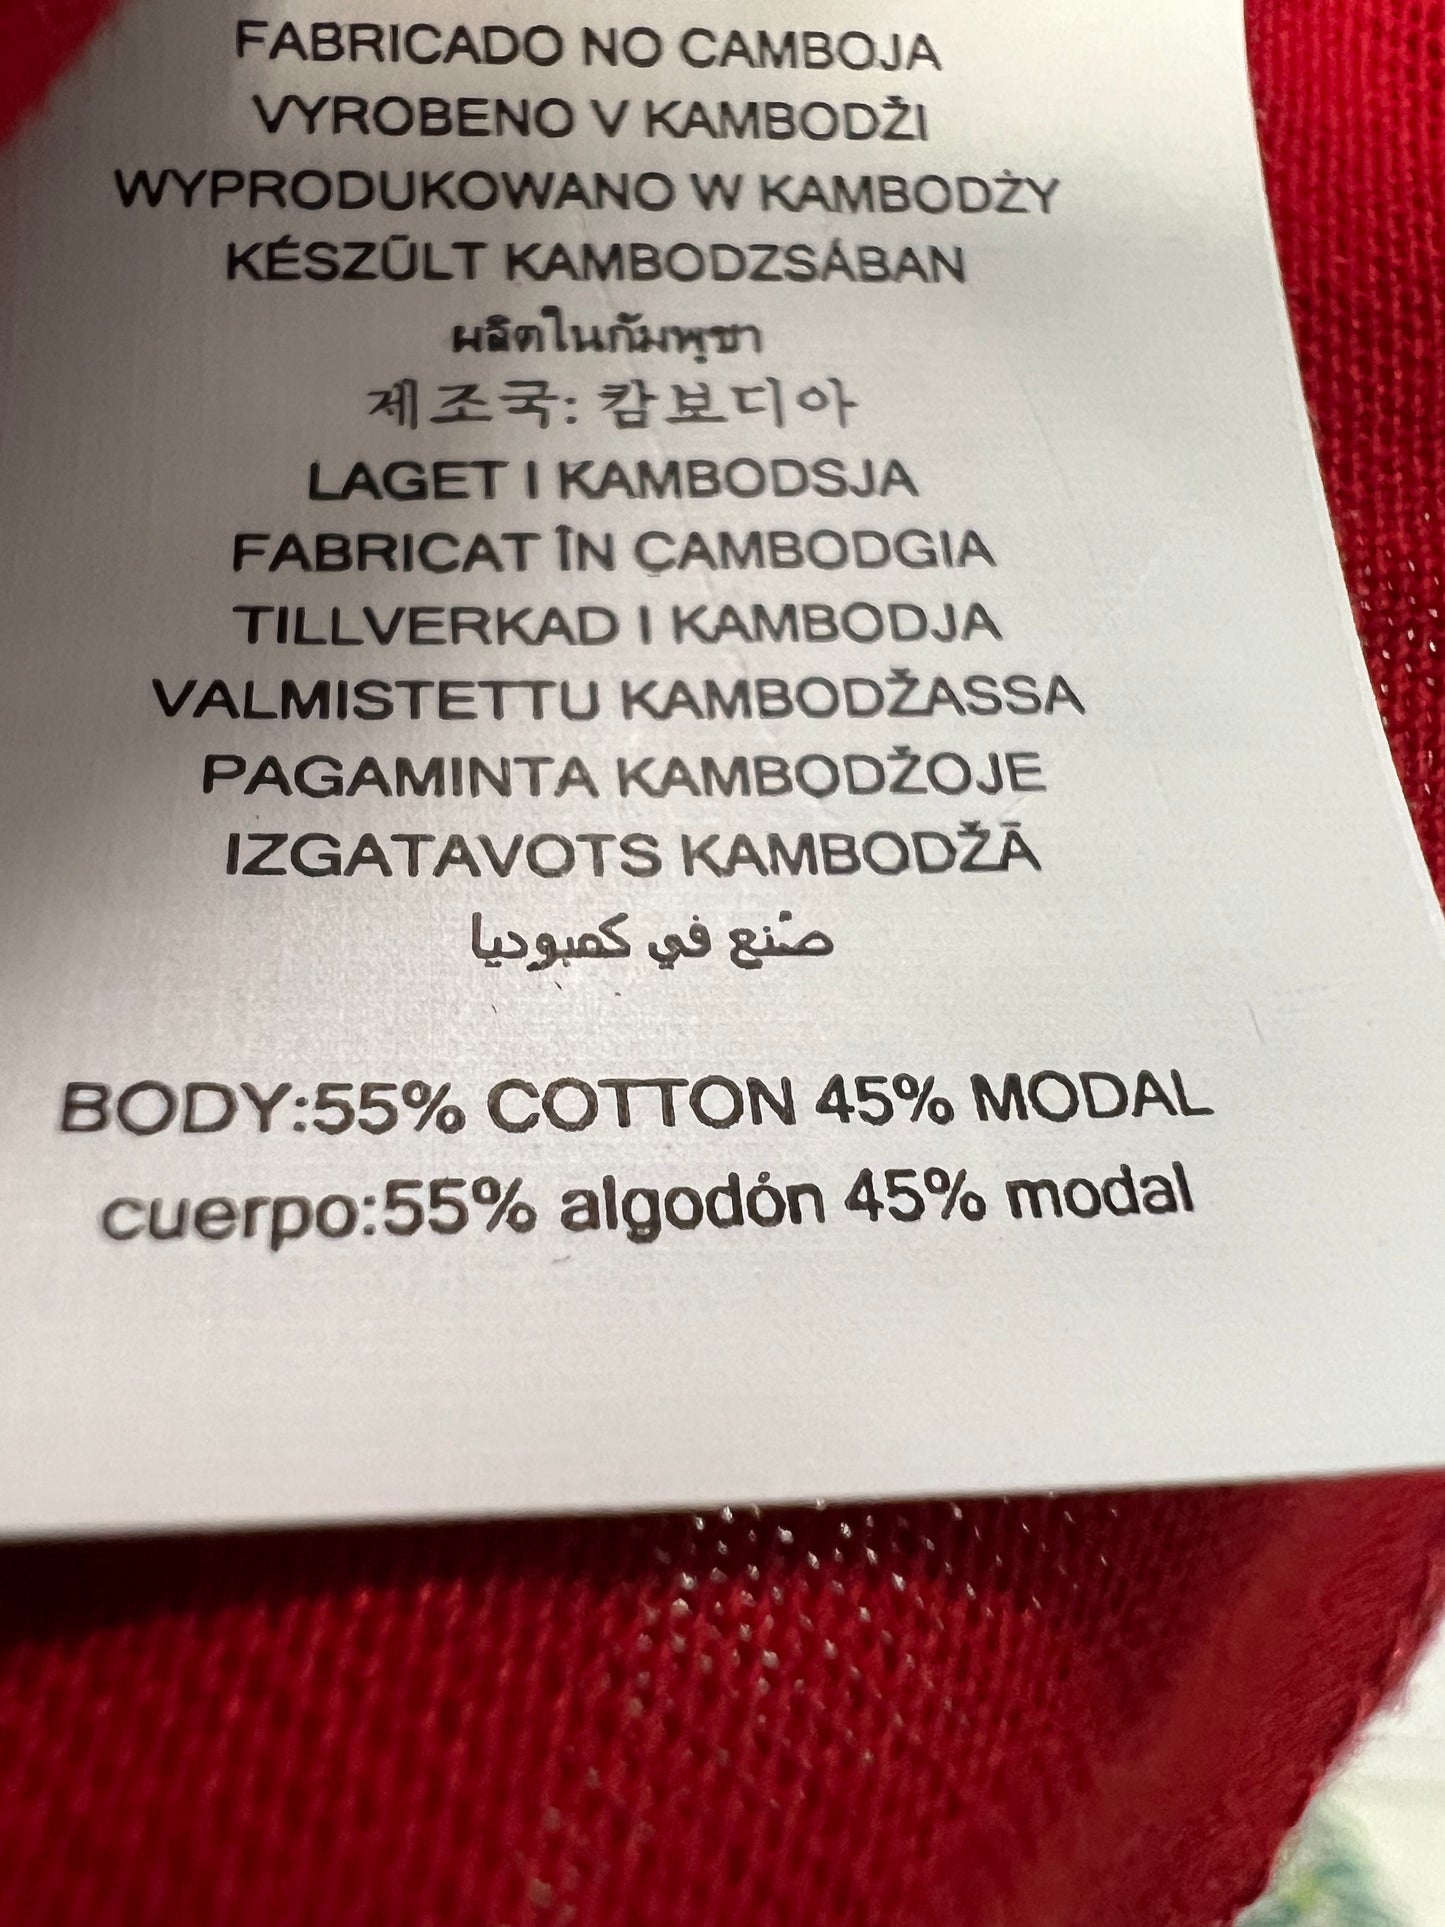 FABRICADO NO CAMBOJA
VYROBENO V KAMBODŽI
WYPRODUKOWANO W KAMBODŻY
KÉSZŪLT KAMBODZSÁBAN
ผลิตในกัมพูชา
제조국: 캄보디아
LAGET I KAMBODSJA
FABRICAT ÎN CAMBODGIA
TILLVERKAD I KAMBODJA
VALMISTETTU KAMBODŽASSA
PAGAMINTA KAMBODŽOJE
IZGATAVOTS KAMBODŽĀ
صُنع في كمبوديا
BODY:55% COTTON 45% MODAL
cuerpo:55% algodón 45% modal